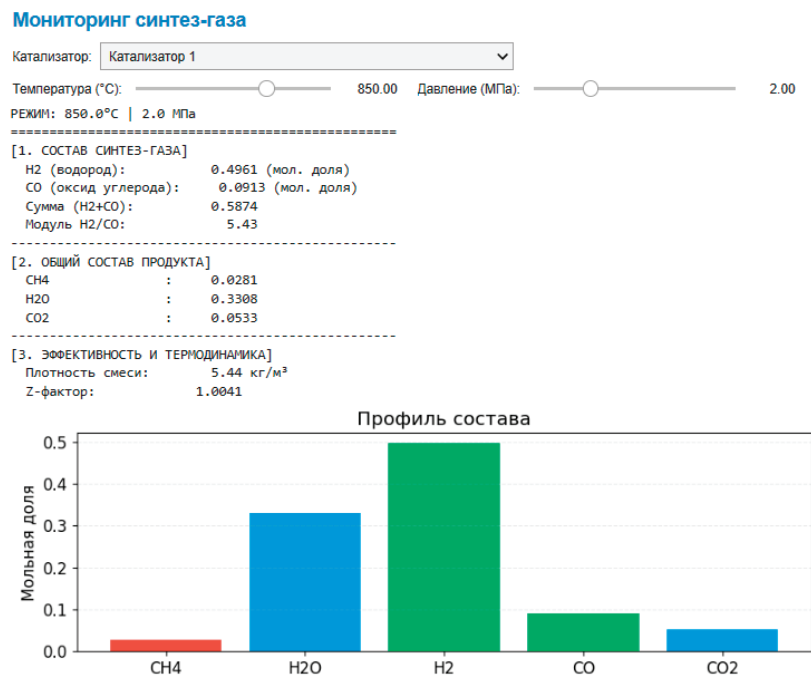 Мониторинг синтез-газа
Катализатор: Катализатор 1
Температура (°C): 850.00 Давление (МПа): 2.00
РЕЖИМ: 850.0°C | 2.0 МПа
==================================================
[1. СОСТАВ СИНТЕЗ-ГАЗА]
H2 (водород): 0.4961 (мол. доля)
CO (оксид углерода): 0.0913 (мол. доля)
Сумма (H2+CO): 0.5874
Модуль H2/CO: 5.43
--------------------------------------------------
[2. ОБЩИЙ СОСТАВ ПРОДУКТА]
CH4 : 0.0281
H2O : 0.3308
CO2 : 0.0533
--------------------------------------------------
[3. ЭФФЕКТИВНОСТЬ И ТЕРМОДИНАМИКА]
Плотность смеси: 5.44 кг/м³
Z-фактор: 1.0041
Профиль состава
Мольная доля
0.5
0.4
0.3
0.2
0.1
0.0
CH4 H2O H2 CO CO2